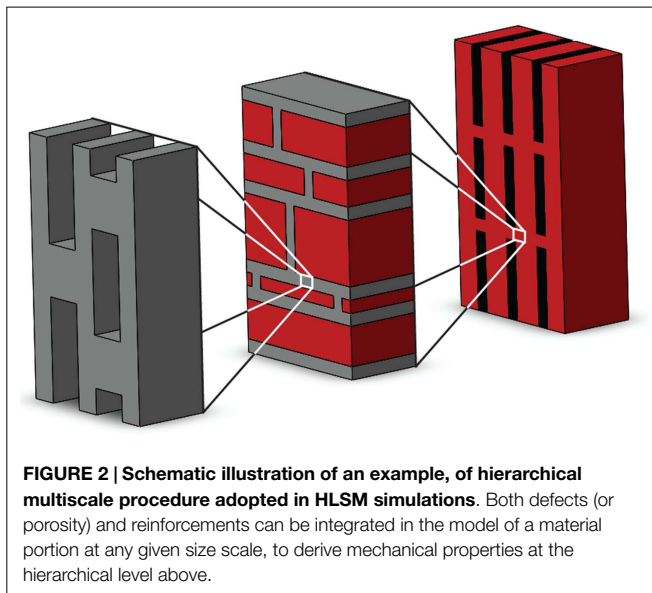 FIGURE 2 | Schematic illustration of an example, of hierarchical
multiscale procedure adopted in HLSM simulations. Both defects (or
porosity) and reinforcements can be integrated in the model of a material
portion at any given size scale, to derive mechanical properties at the
hierarchical level above.